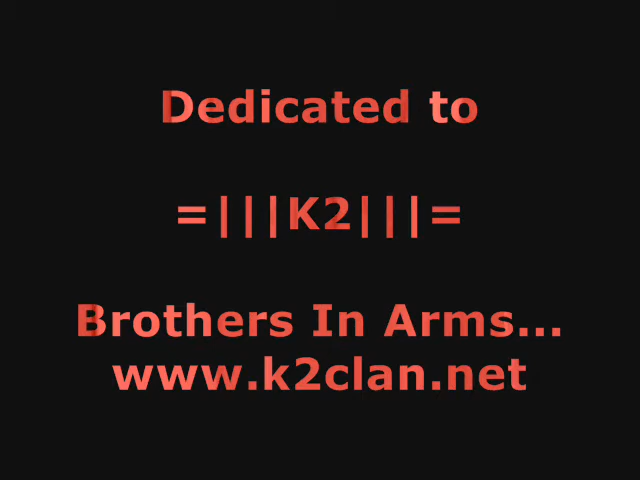 Dedicated to
=|||K2|||=
Brothers In Arms...
www.k2clan.net